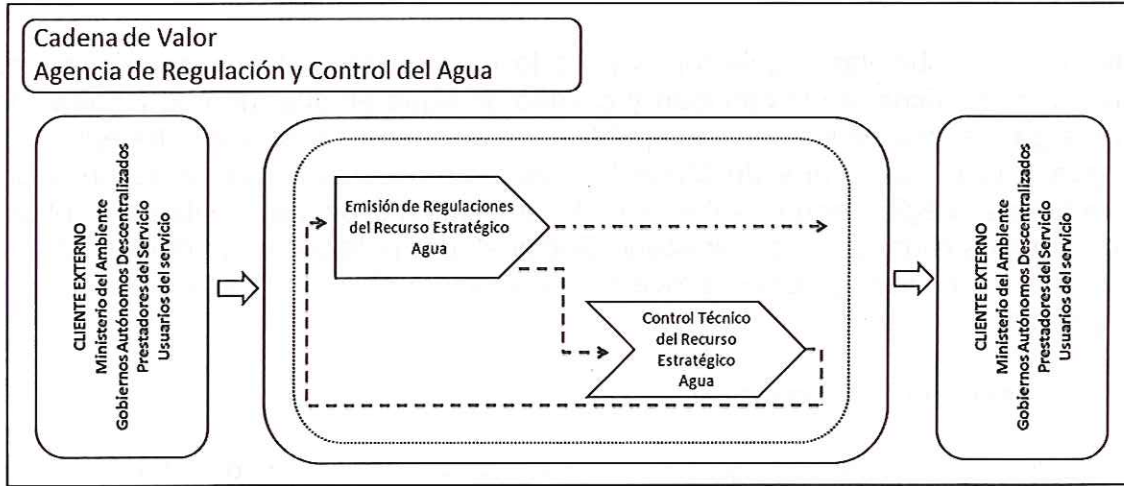 Cadena de Valor
Agencia de Regulación y Control del Agua
CLIENTE EXTERNO
Ministerio del Ambiente
Gobiernos Autónomos Descentralizados
Prestadores del Servicio
Usuarios del servicio
Emisión de Regulaciones
del Recurso Estratégico
Agua
Control Técnico
del Recurso
Estratégico
Agua
CLIENTE EXTERNO
Ministerio del Ambiente
Gobiernos Autónomos Descentralizados
Prestadores del Servicio
Usuarios del servicio